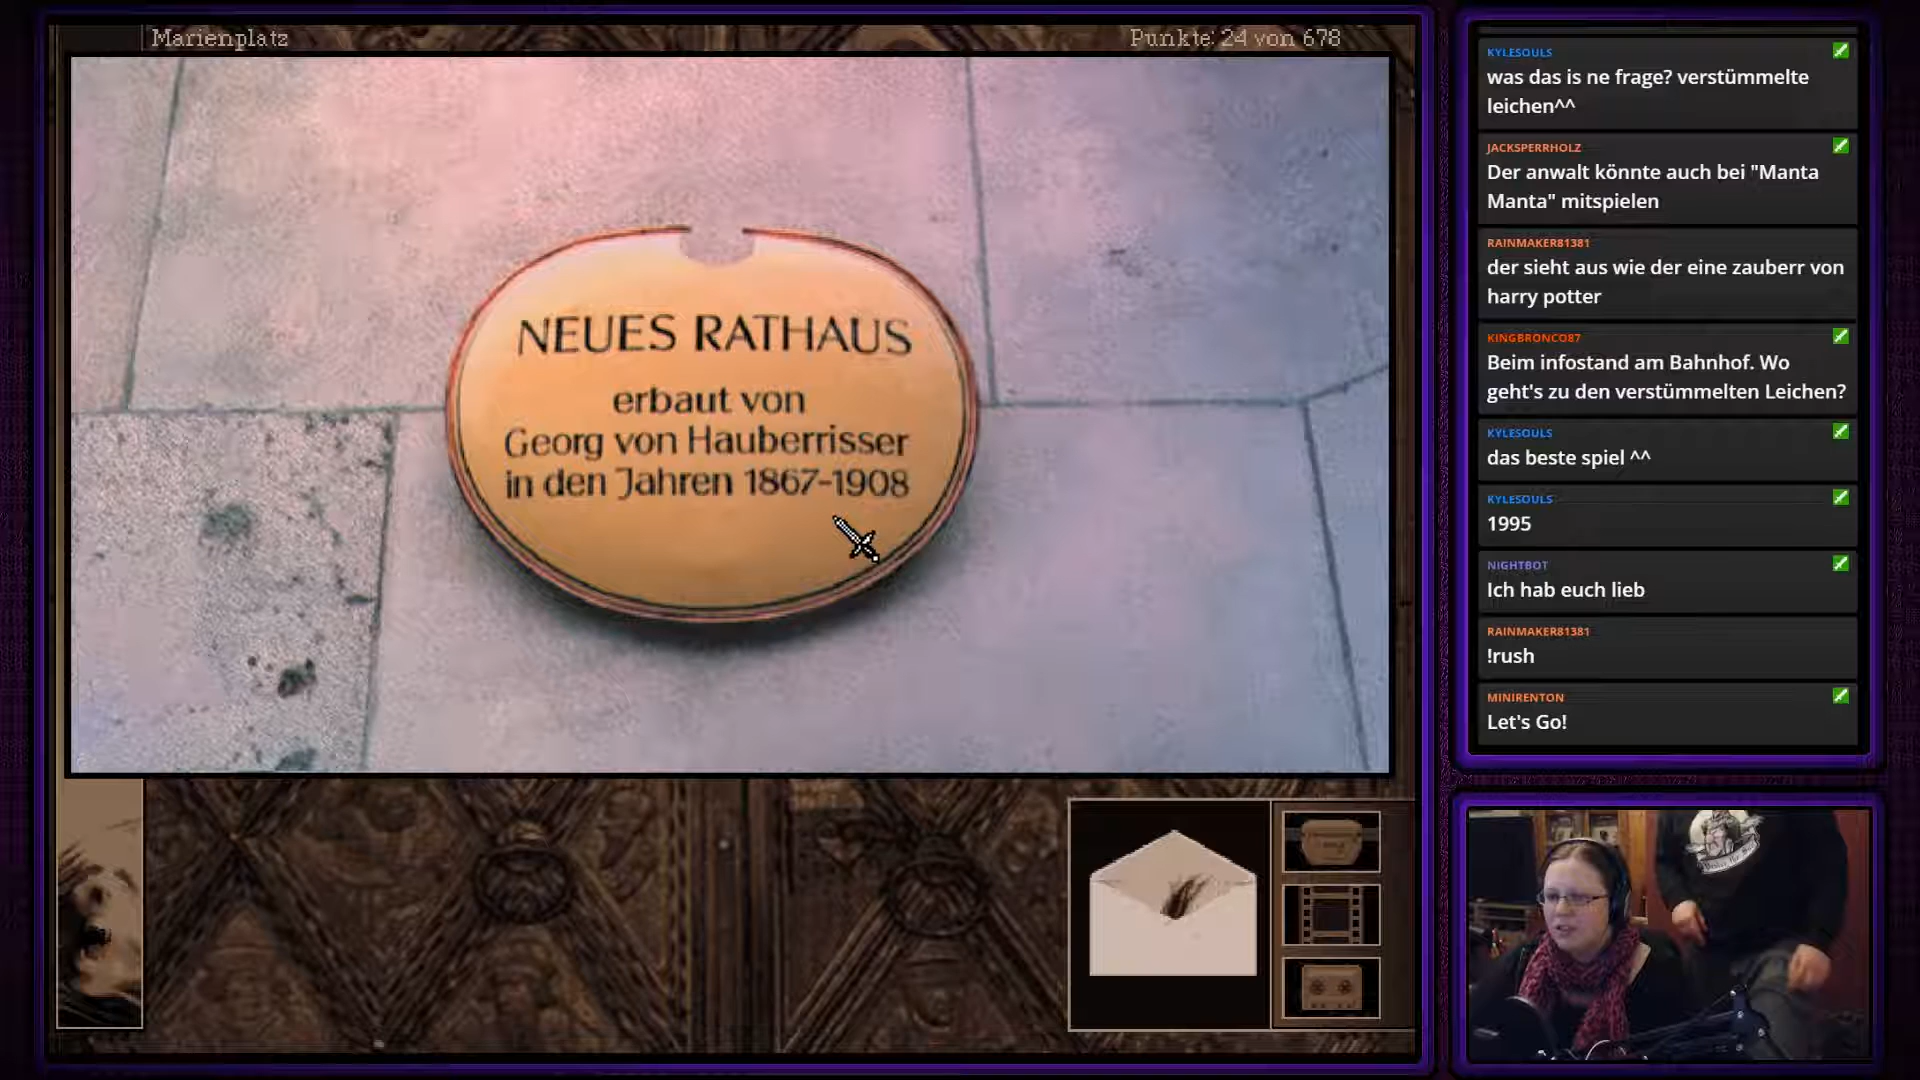 Marienplatz
Punkte: 24 von 678
NEUES RATHAUS
erbaut von
Georg von Hauberrisser
in den Jahren 1867-1908
KYLESOULS
was das is ne frage? verstümmelte
leichen^^
JACKSPERRHOLZ
Der anwalt könnte auch bei "Manta
Manta" mitspielen
RAINMAKER81381
der sieht aus wie der eine zauberr von
harry potter
KINGBRONCO87
Beim infostand am Bahnhof. Wo
geht's zu den verstümmelten Leichen?
KYLESOULS
das beste spiel ^^
KYLESOULS
1995
NIGHTBOT
Ich hab euch lieb
RAINMAKER81381
!rush
MINIRENTON
Let's Go!